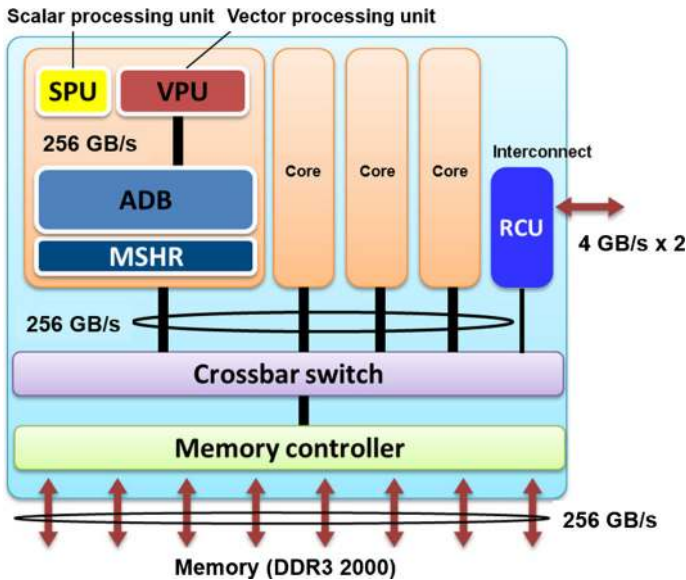 Scalar processing unit
Vector processing unit
SPU
VPU
256 GB/s
ADB
MSHR
Core
Core
Core
Interconnect
RCU
4 GB/s x 2
256 GB/s
Crossbar switch
Memory controller
256 GB/s
Memory (DDR3 2000)